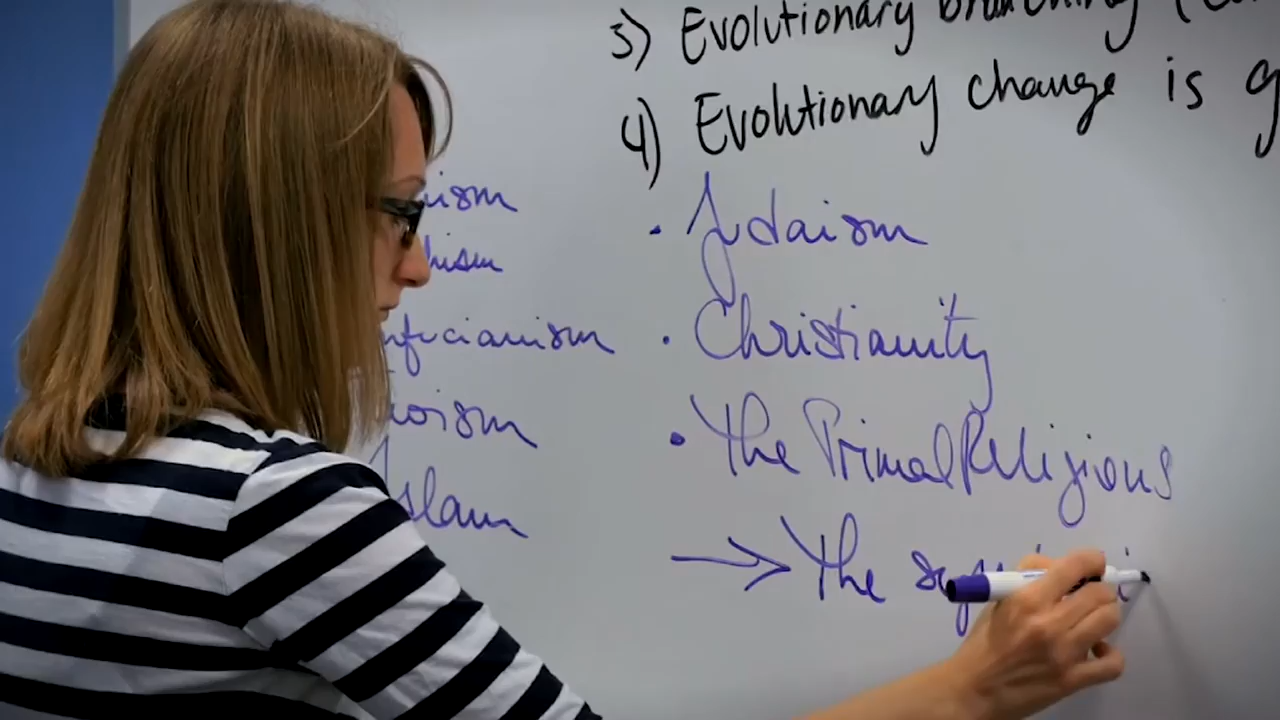 3) Evolutionary branching
4) Evolutionary change is
ism
hism
nfucianism
oism
Islam
• Judaism
• Christianity
• The Primal Religions
→ The